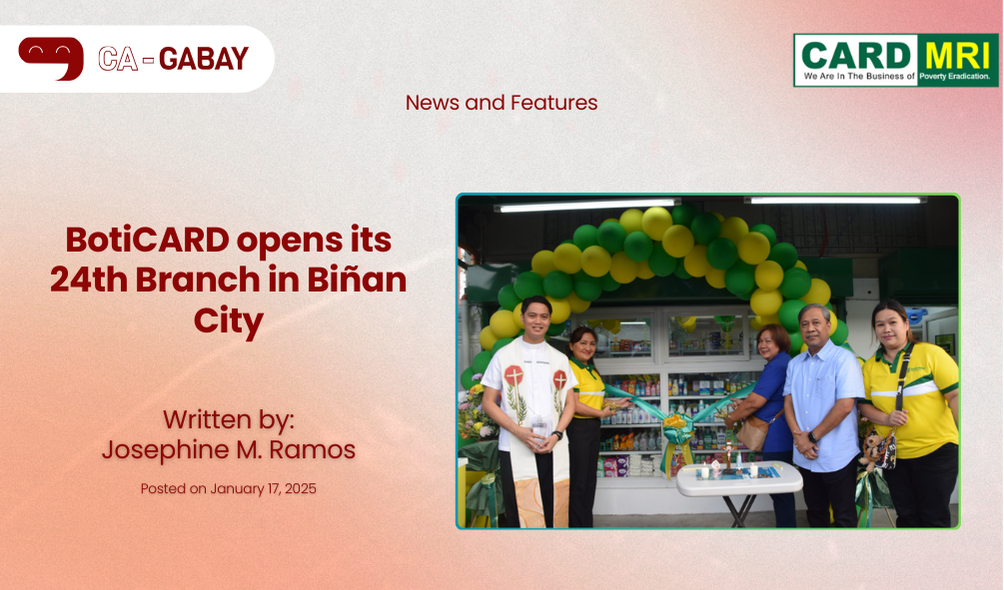 CA-GABAY
CARD MRI
We Are In The Business of Poverty Eradication.
News and Features
BotiCARD opens its
24th Branch in Biñan
City
Written by:
Josephine M. Ramos
Posted on January 17, 2025